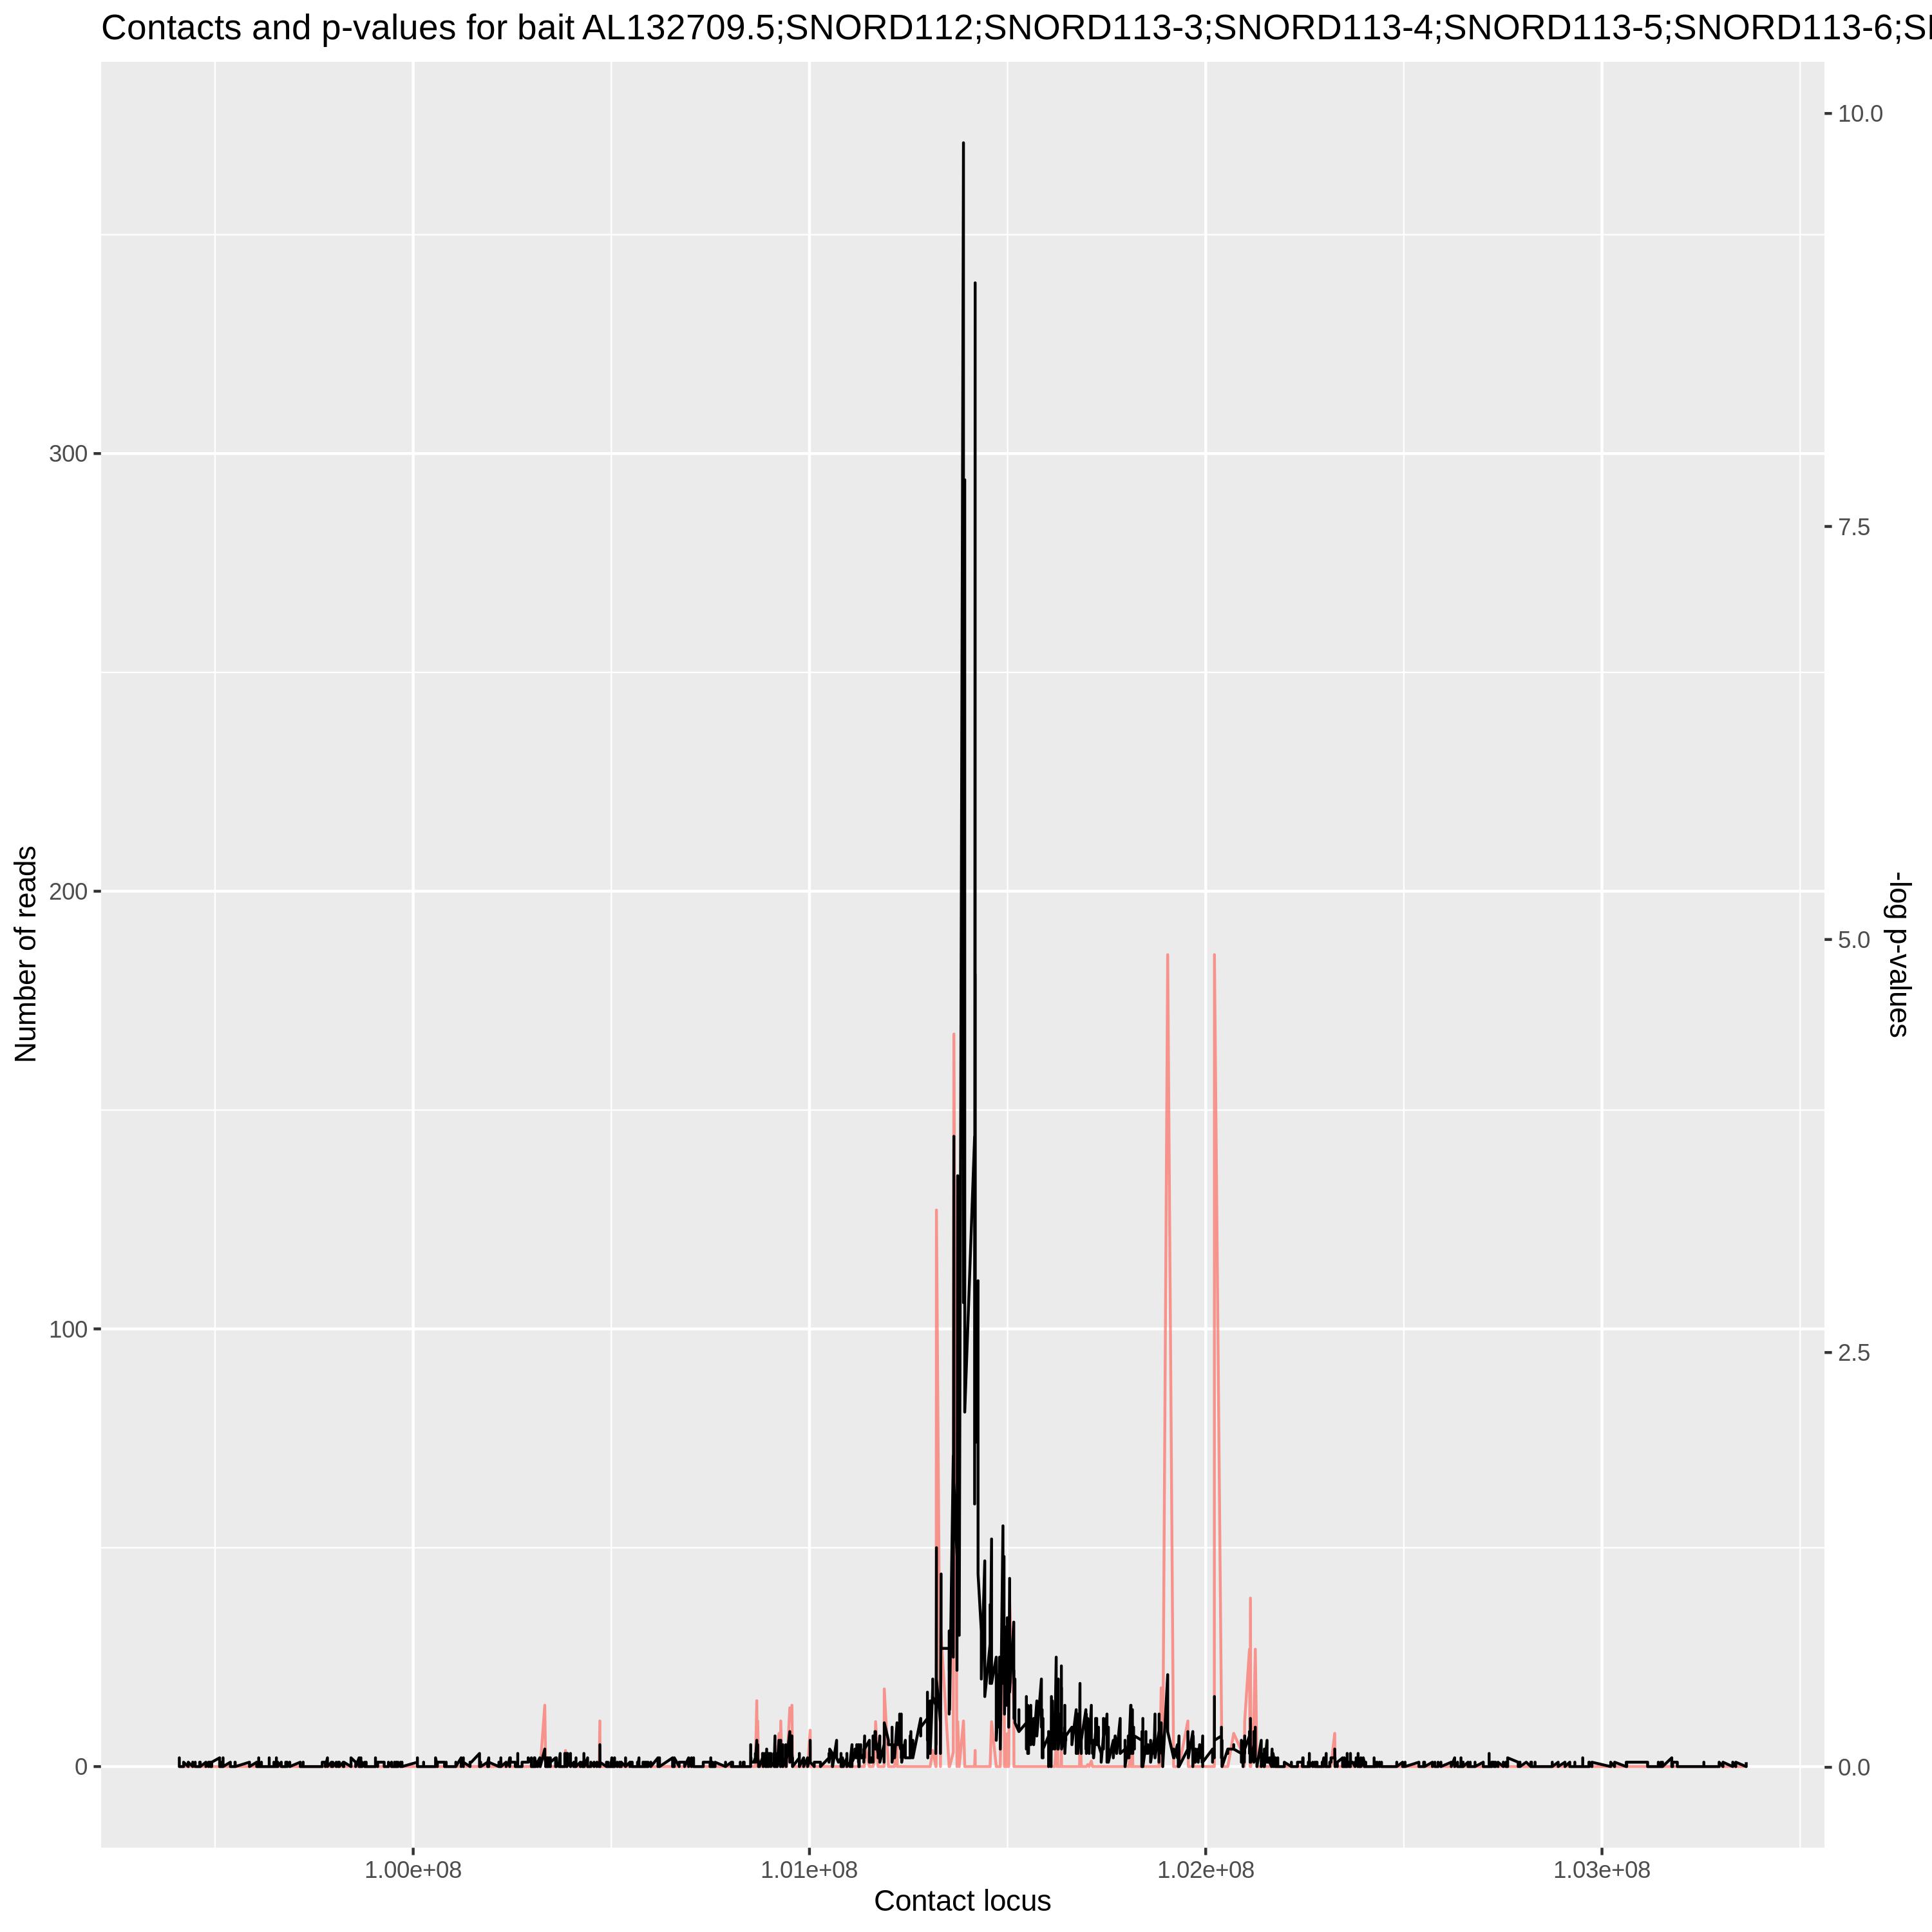 Contacts and p-values for bait AL132709.5;SNORD112;SNORD113-3;SNORD113-4;SNORD113-5;SNORD113-6;
10.0
7.5
5.0
2.5
0.0
-log p-values
300
200
100
0
Number of reads
1.00e+08
1.01e+08
1.02e+08
1.03e+08
Contact locus